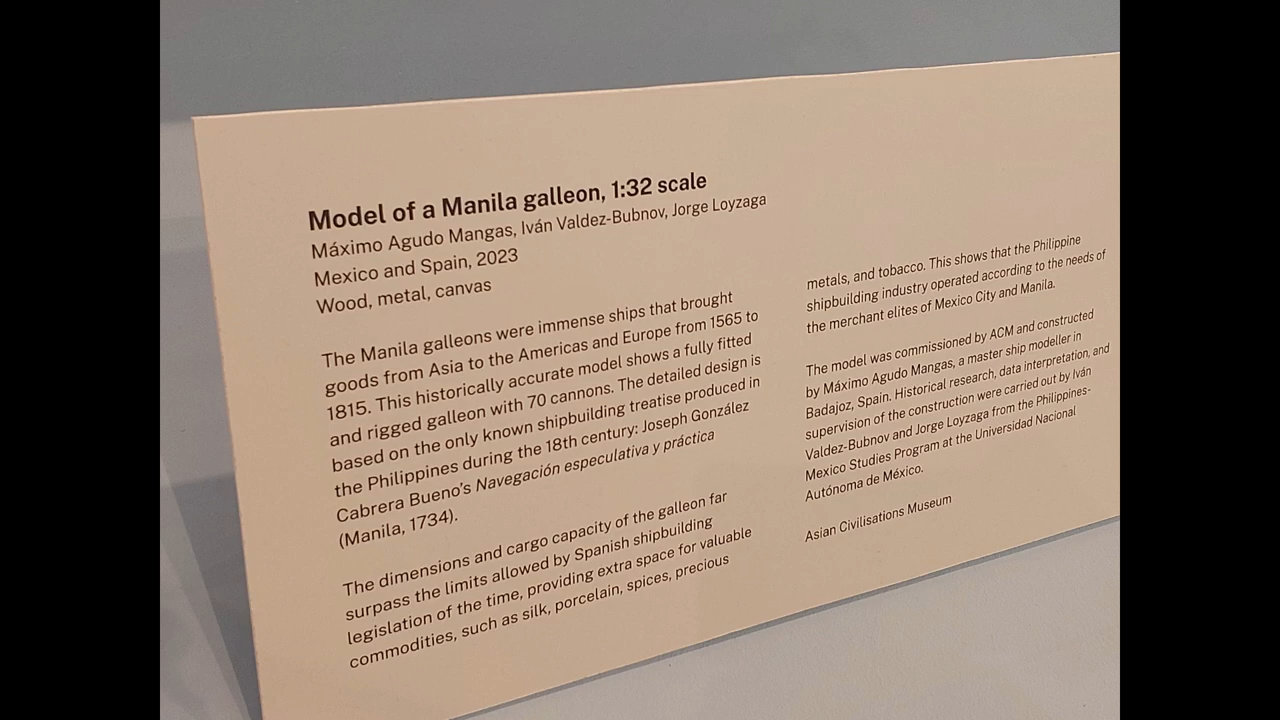 Model of a Manila galleon, 1:32 scale
Máximo Agudo Mangas, Iván Valdez-Bubnov, Jorge Loyzaga
Mexico and Spain, 2023
Wood, metal, canvas
The Manila galleons were immense ships that brought
goods from Asia to the Americas and Europe from 1565 to
1815. This historically accurate model shows a fully fitted
and rigged galleon with 70 cannons. The detailed design is
based on the only known shipbuilding treatise produced in
the Philippines during the 18th century: Joseph González
Cabrera Bueno's Navegación especulativa y práctica
(Manila, 1734).
The dimensions and cargo capacity of the galleon far
surpass the limits allowed by Spanish shipbuilding
legislation of the time, providing extra space for valuable
commodities, such as silk, porcelain, spices, precious
metals, and tobacco. This shows that the Philippine
shipbuilding industry operated according to the needs of
the merchant elites of Mexico City and Manila.
The model was commissioned by ACM and constructed
by Máximo Agudo Mangas, a master ship modeller in
Badajoz, Spain. Historical research, data interpretation, and
supervision of the construction were carried out by Iván
Valdez-Bubnov and Jorge Loyzaga from the Philippines-
Mexico Studies Program at the Universidad Nacional
Autónoma de México.
Asian Civilisations Museum